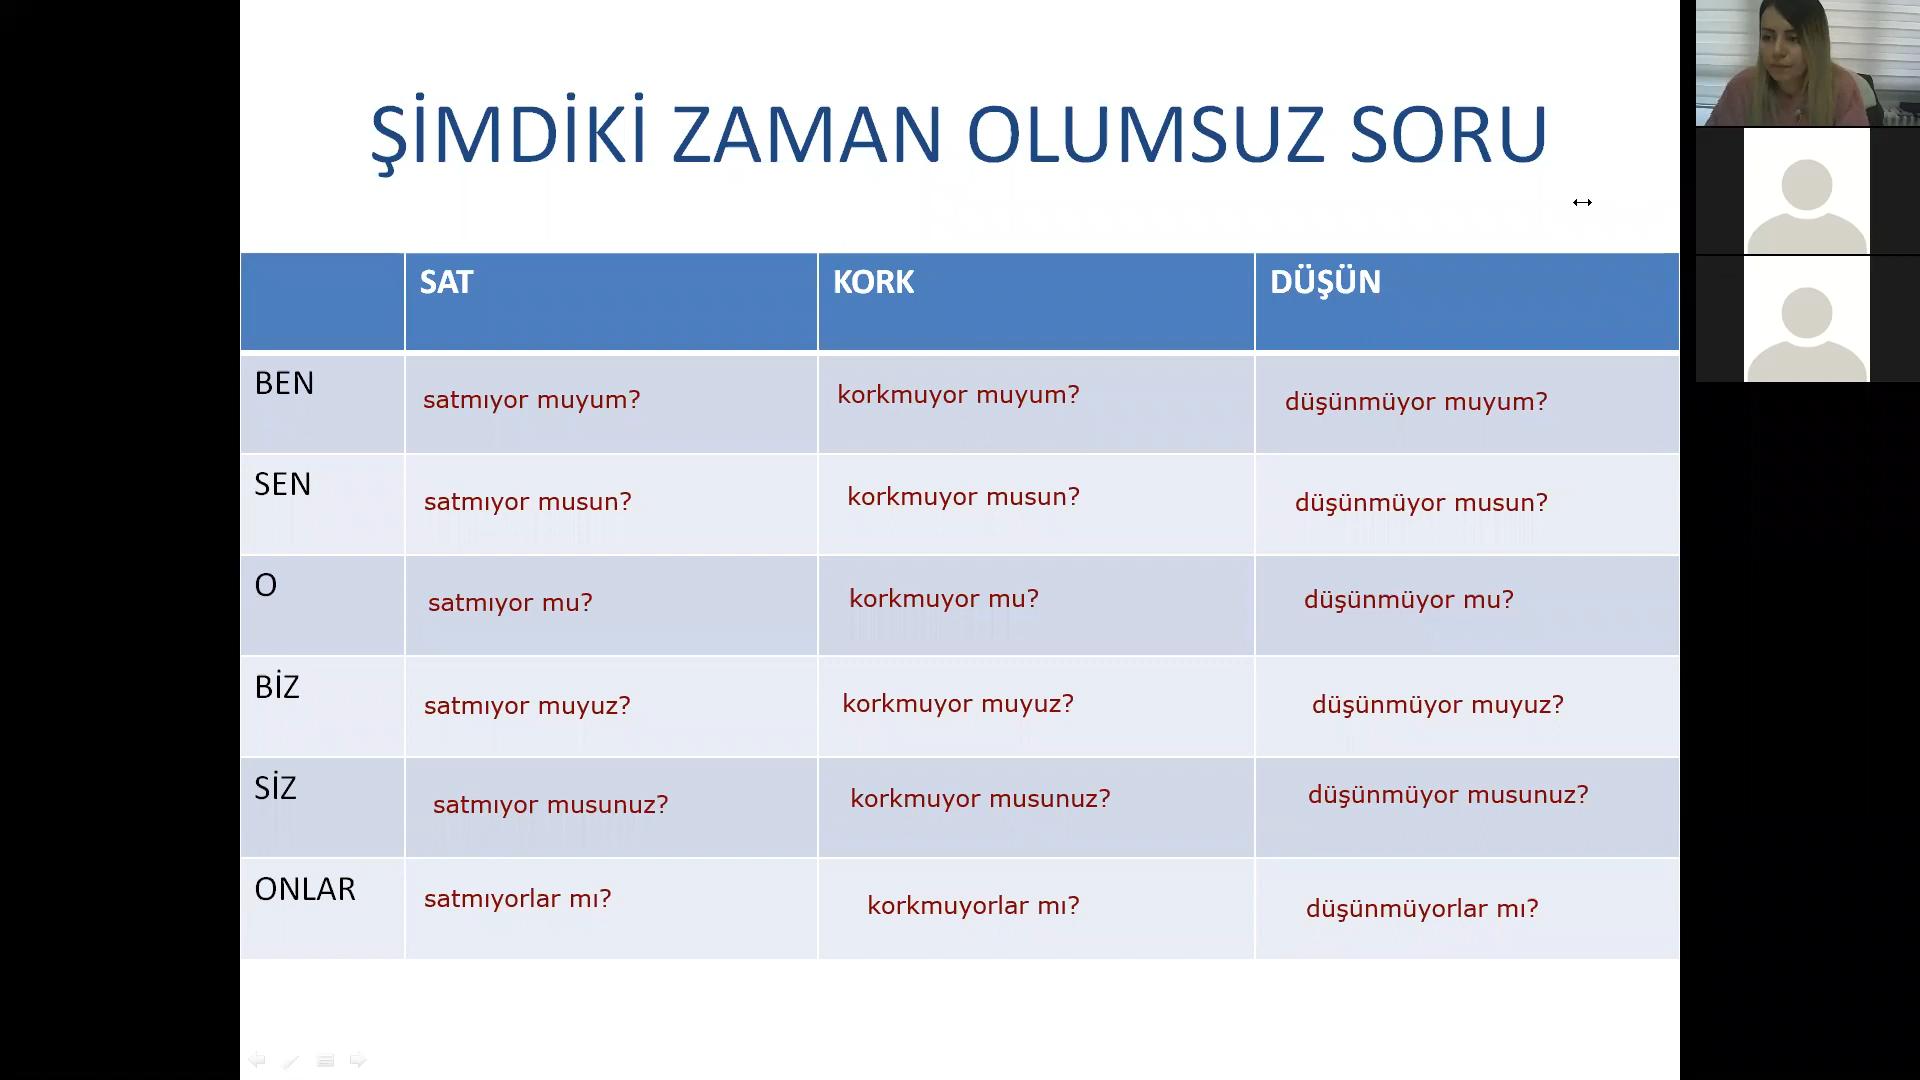 ŞİMDİKİ ZAMAN OLUMSUZ SORU
SAT KORK DÜŞÜN
BEN satmıyor muyum? korkmuyor muyum? düşünmüyor muyum?
SEN satmıyor musun? korkmuyor musun? düşünmüyor musun?
O satmıyor mu? korkmuyor mu? düşünmüyor mu?
BİZ satmıyor muyuz? korkmuyor muyuz? düşünmüyor muyuz?
SİZ satmıyor musunuz? korkmuyor musunuz? düşünmüyor musunuz?
ONLAR satmıyorlar mı? korkmuyorlar mı? düşünmüyorlar mı?